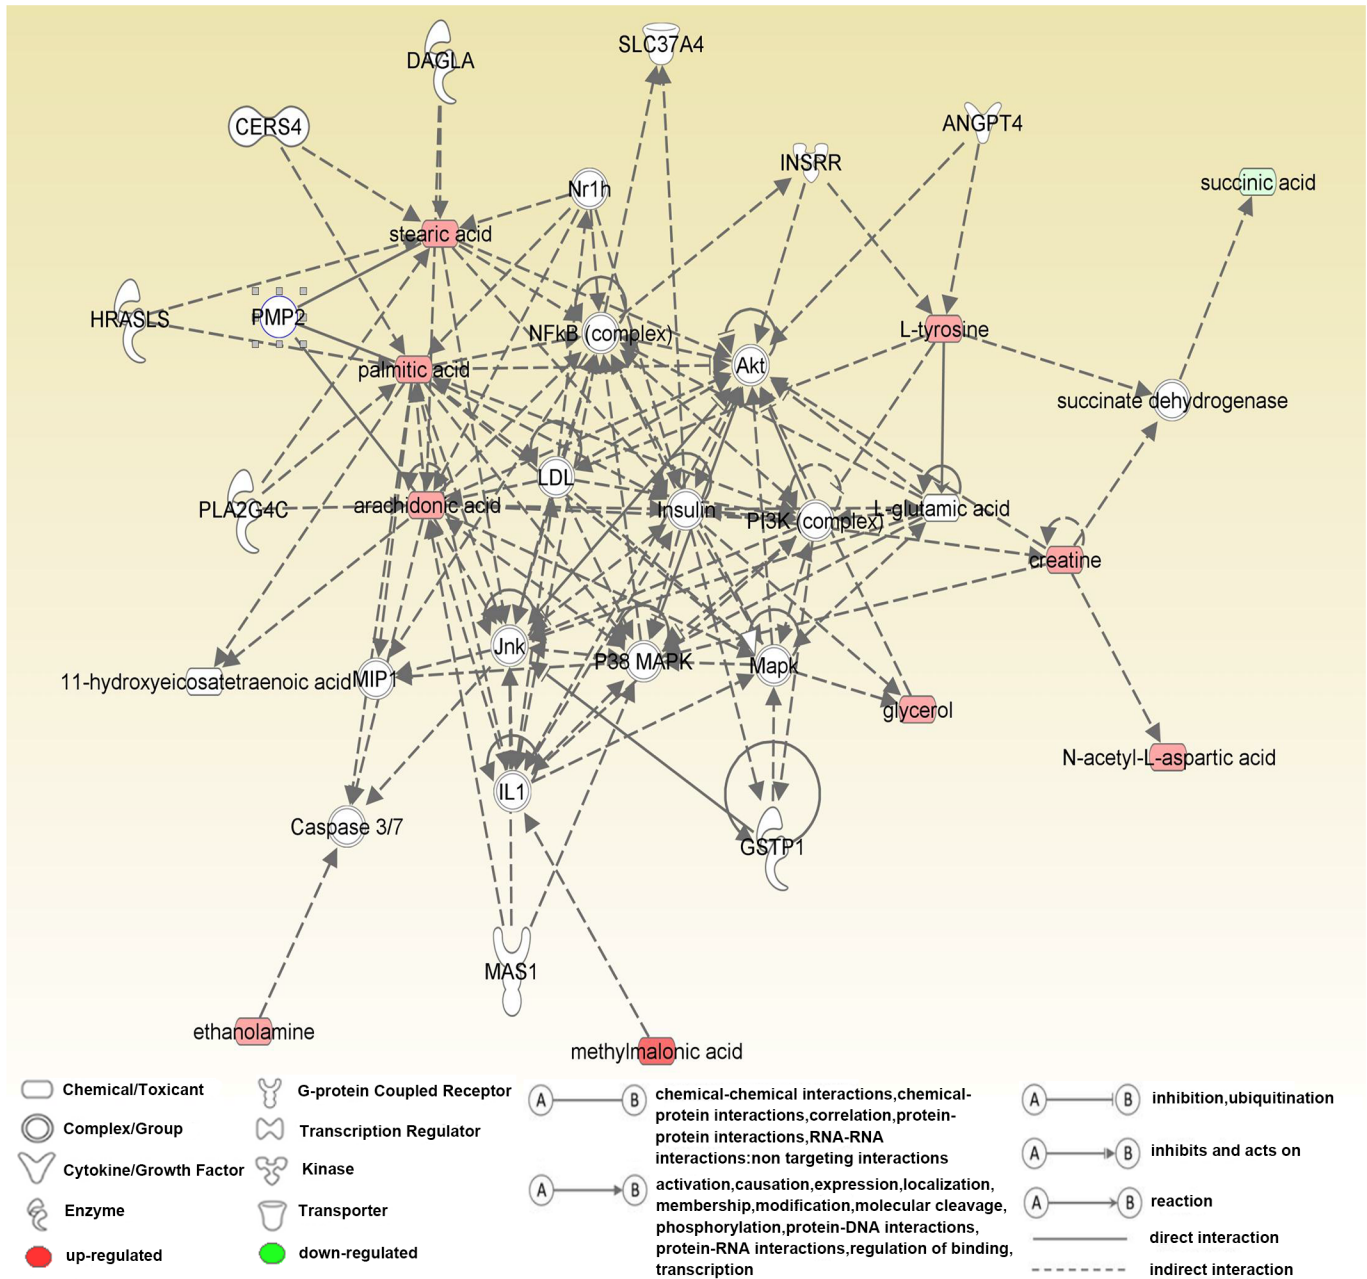 DAGLA
SLC37A4
CERS4
ANGPT4
INSRR
Nr1h
succinic acid
stearic acid
HRASLS
PMP2
NFkB (complex)
L-tyrosine
palmitic acid
Akt
succinate dehydrogenase
LDL
PLA2G4C
arachidonic acid
Insulin
PI3K (complex)
L-glutamic acid
creatine
Jnk
P38 MAPK
Mapk
11-hydroxyeicosatetraenoic acid
MIP1
glycerol
N-acetyl-L-aspartic acid
IL1
Caspase 3/7
GSTP1
MAS1
ethanolamine
methylmalonic acid
Chemical/Toxicant
Complex/Group
Cytokine/Growth Factor
Enzyme
up-regulated
G-protein Coupled Receptor
Transcription Regulator
Kinase
Transporter
down-regulated
A B
chemical-chemical interactions,chemical-
protein interactions,correlation,protein-
protein interactions,RNA-RNA
interactions:non targeting interactions
A B
activation,causation,expression,localization,
membership,modification,molecular cleavage,
phosphorylation,protein-DNA interactions,
protein-RNA interactions,regulation of binding,
transcription
A B inhibition,ubiquitination
A B inhibits and acts on
A B reaction
direct interaction
indirect interaction